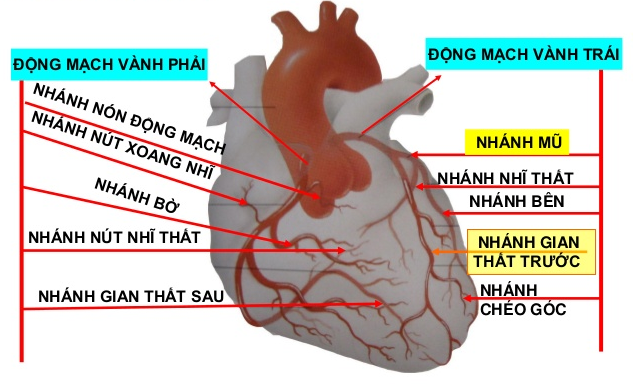 ĐỘNG MẠCH VÀNH PHẢI
NHÁNH NÓN ĐỘNG MẠCH
NHÁNH NÚT XOANG NHĨ
NHÁNH BỜ
NHÁNH NÚT NHĨ THẤT
NHÁNH GIAN THẤT SAU
ĐỘNG MẠCH VÀNH TRÁI
NHÁNH MŨ
NHÁNH NHĨ THẤT
NHÁNH BÊN
NHÁNH GIAN
THẤT TRƯỚC
NHÁNH
CHÉO GÓC